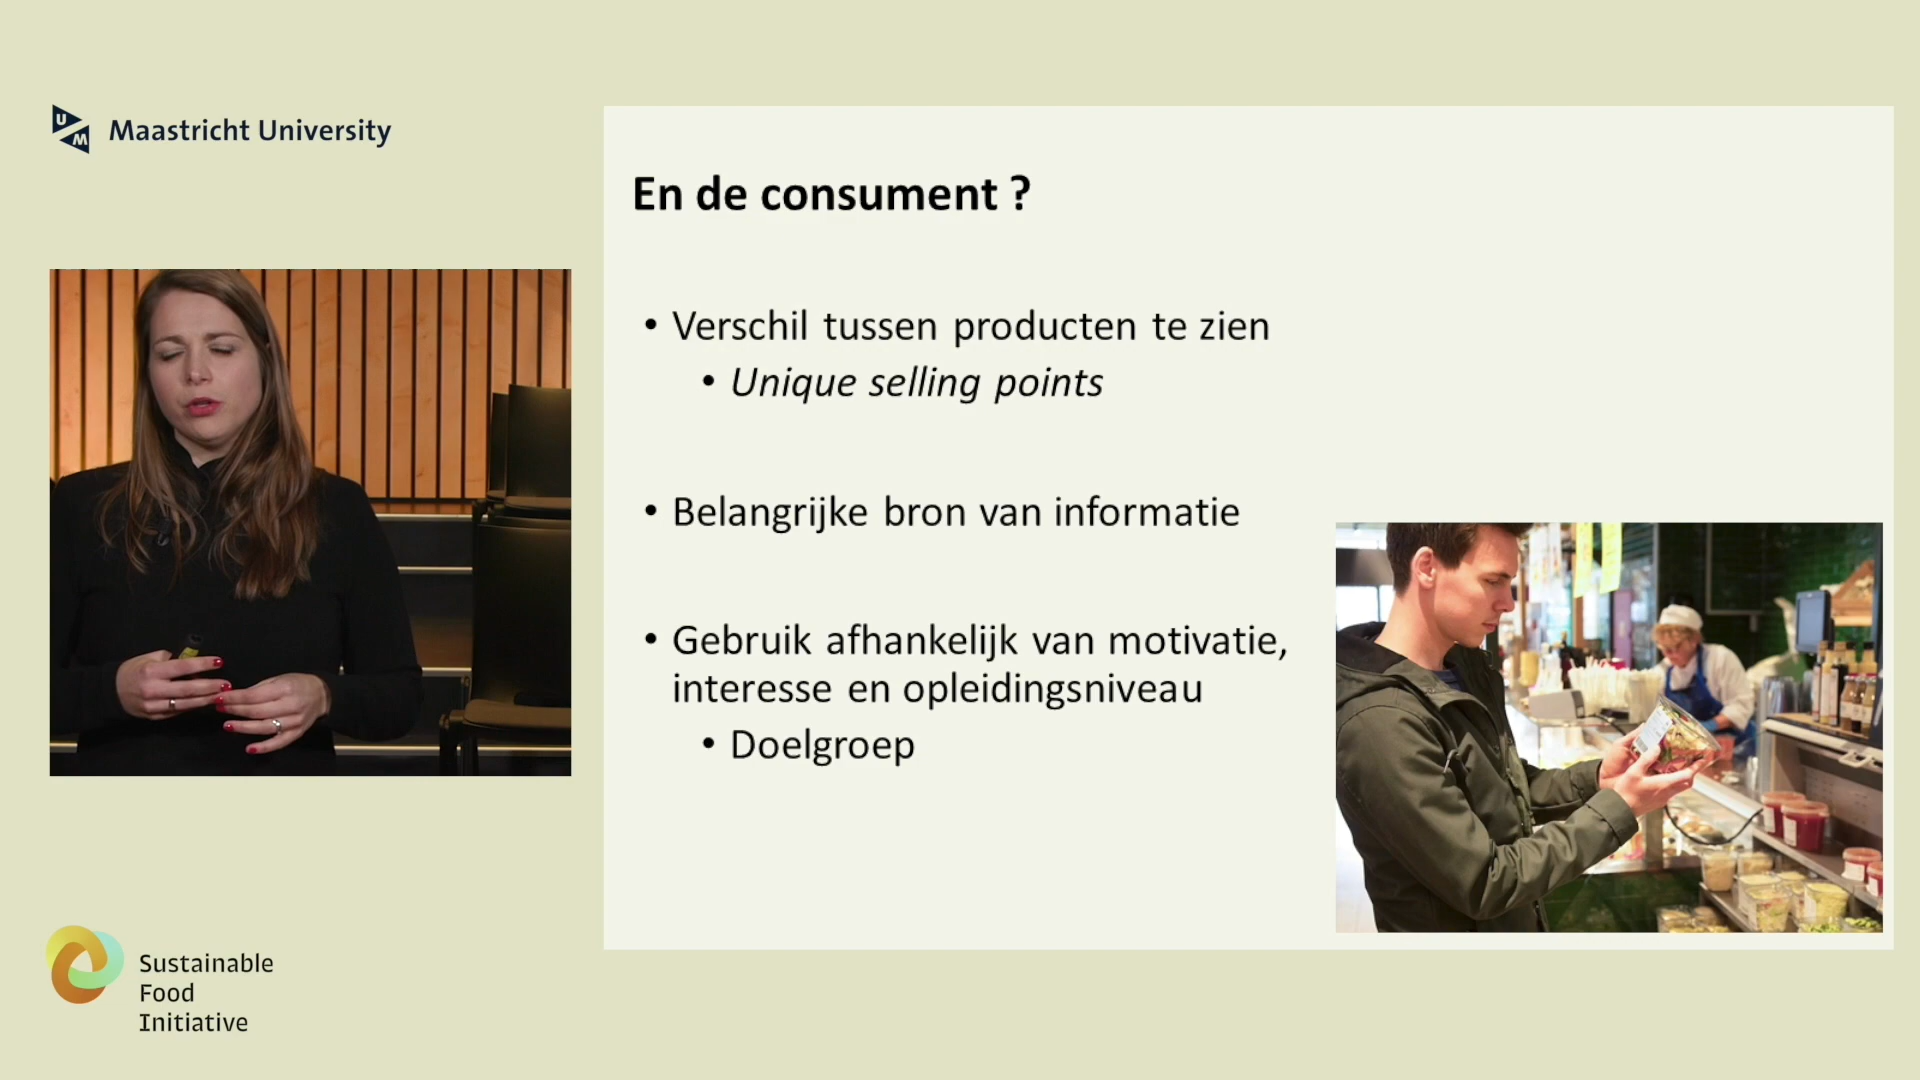 UM
Maastricht University
En de consument ?
• Verschil tussen producten te zien
• Unique selling points
• Belangrijke bron van informatie
• Gebruik afhankelijk van motivatie,
interesse en opleidingsniveau
• Doelgroep
Sustainable
Food
Initiative